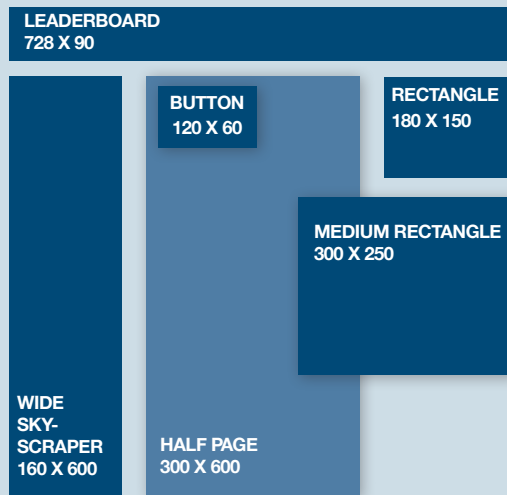 LEADERBOARD
728 X 90
BUTTON
120 X 60
RECTANGLE
180 X 150
MEDIUM RECTANGLE
300 X 250
WIDE
SKY-
SCRAPER
160 X 600
HALF PAGE
300 X 600